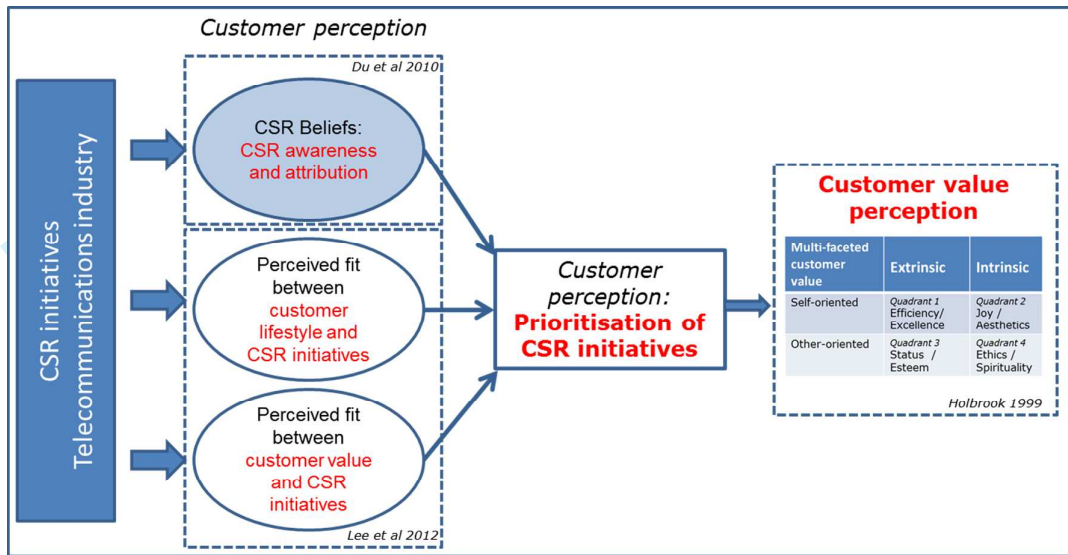 CSR initiatives
Telecommunications industry
Customer perception
Du et al 2010
CSR Beliefs:
CSR awareness
and attribution
Perceived fit
between
customer
lifestyle and
CSR initiatives
Perceived fit
between
customer value
and CSR
initiatives
Lee et al 2012
Customer
perception:
Prioritisation of
CSR initiatives
Customer value
perception
Multi-faceted
customer
value
Extrinsic
Intrinsic
Self-oriented
Quadrant 1
Efficiency/
Excellence
Quadrant 2
Joy /
Aesthetics
Other-oriented
Quadrant 3
Status /
Esteem
Quadrant 4
Ethics /
Spirituality
Holbrook 1999